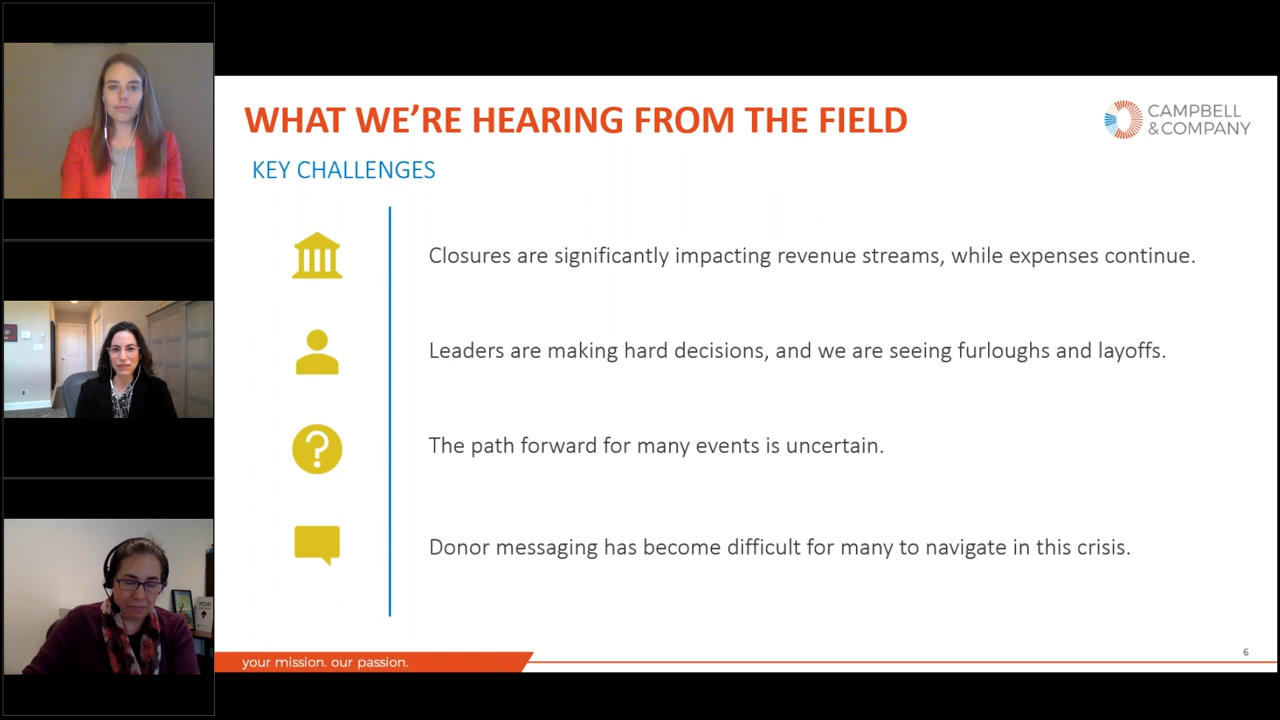 WHAT WE'RE HEARING FROM THE FIELD
CAMPBELL
& COMPANY
KEY CHALLENGES
Closures are significantly impacting revenue streams, while expenses continue.
Leaders are making hard decisions, and we are seeing furloughs and layoffs.
?
The path forward for many events is uncertain.
Donor messaging has become difficult for many to navigate in this crisis.
your mission. our passion.
6